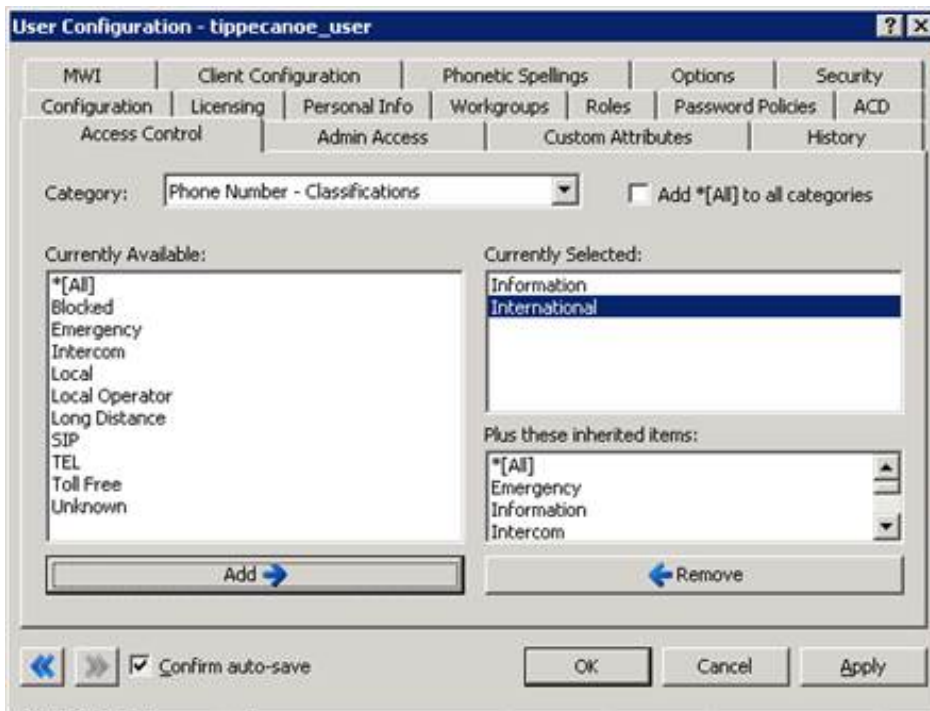 User Configuration - tippecanoe_user
MWI Client Configuration Phonetic Spellings Options Security
Configuration Licensing Personal Info Workgroups Roles Password Policies ACD
Access Control Admin Access Custom Attributes History
Category: Phone Number - Classifications Add *[All] to all categories
Currently Available:
*[All]
Blocked
Emergency
Intercom
Local
Local Operator
Long Distance
SIP
TEL
Toll Free
Unknown
Add
Currently Selected:
Information
International
Plus these inherited items:
*[All]
Emergency
Information
Intercom
Remove
Confirm auto-save OK Cancel Apply